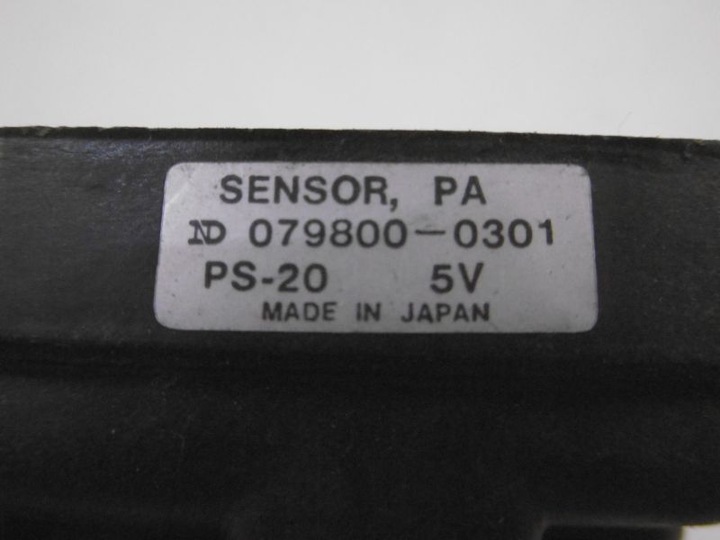 SENSOR, PA
ND 079800-0301
PS-20 5V
MADE IN JAPAN